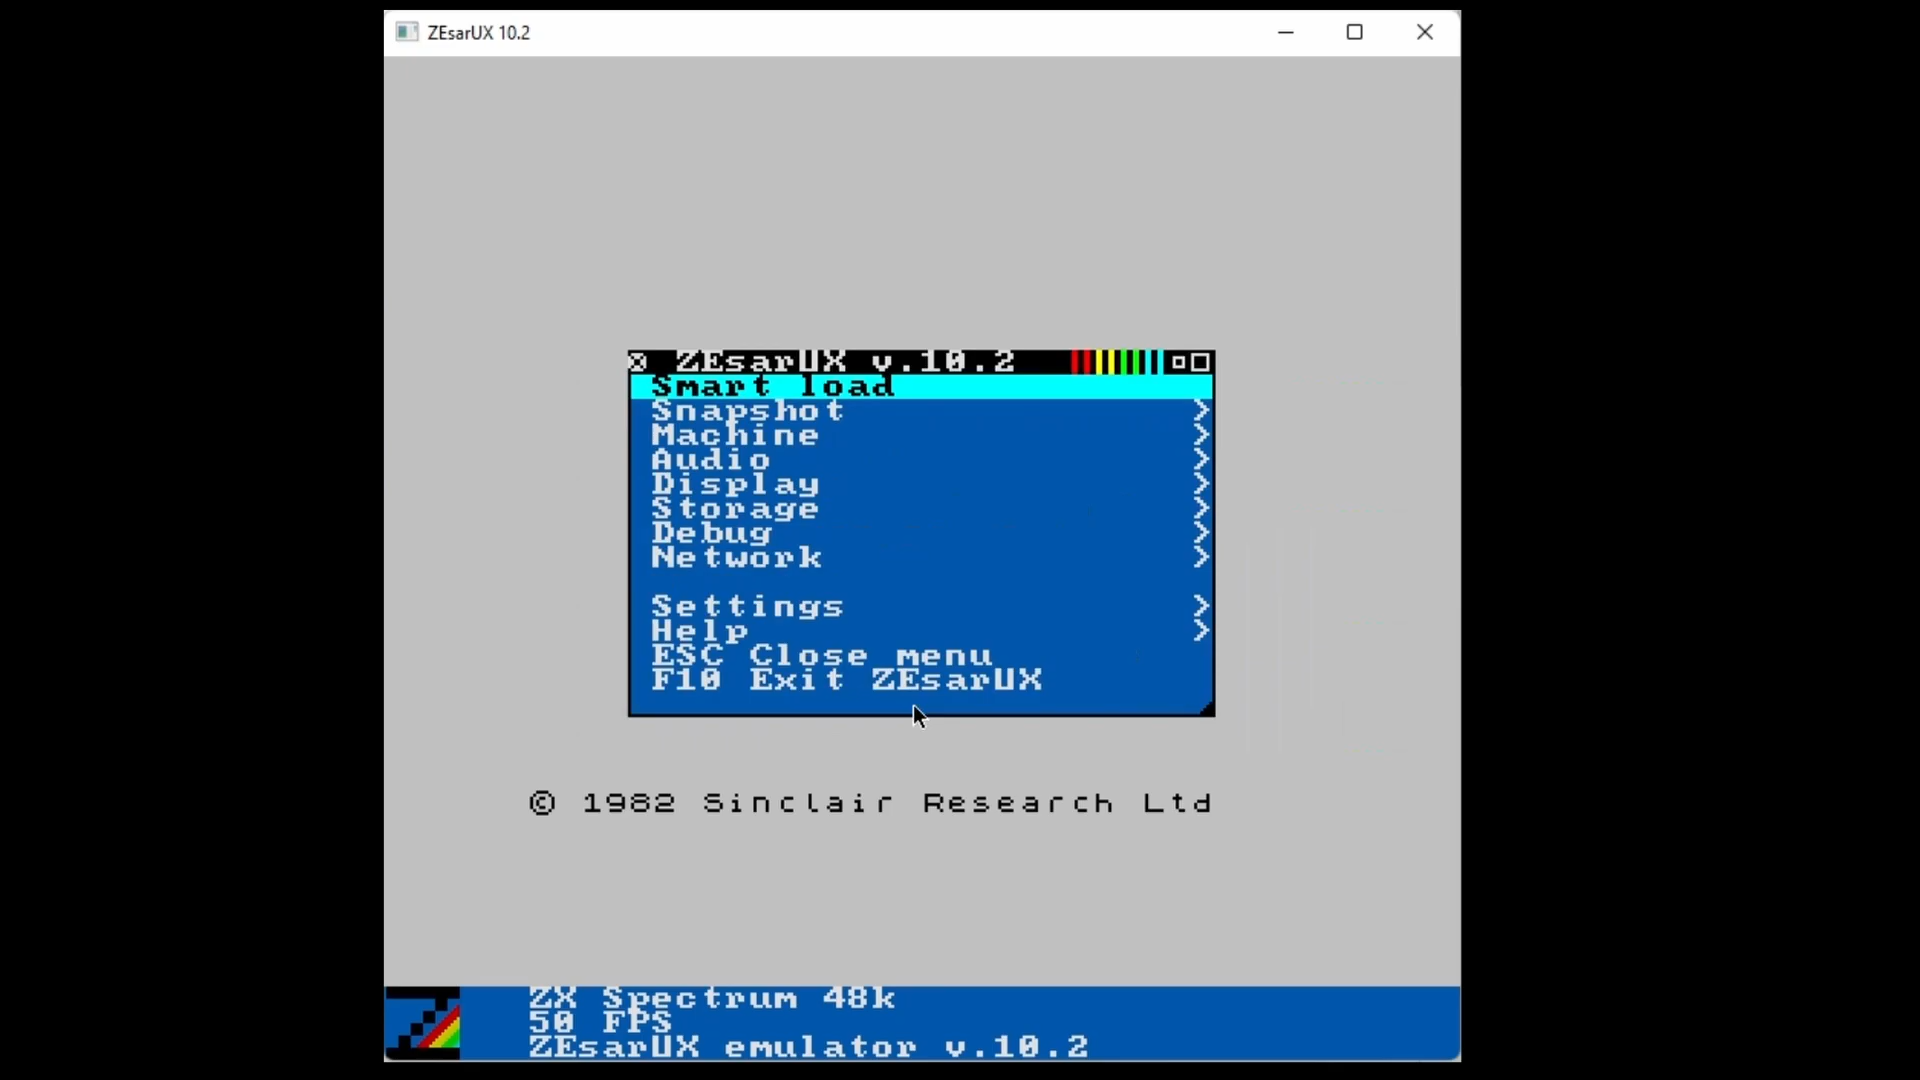 ZEsarUX 10.2
ZEsarUX v.10.2
Smart load
Snapshot >
Machine >
Audio >
Display >
Storage >
Debug >
Network >
Settings >
Help >
ESC Close menu
F10 Exit ZEsarUX
© 1982 Sinclair Research Ltd
ZX Spectrum 48k
50 FPS
ZEsarUX emulator v.10.2